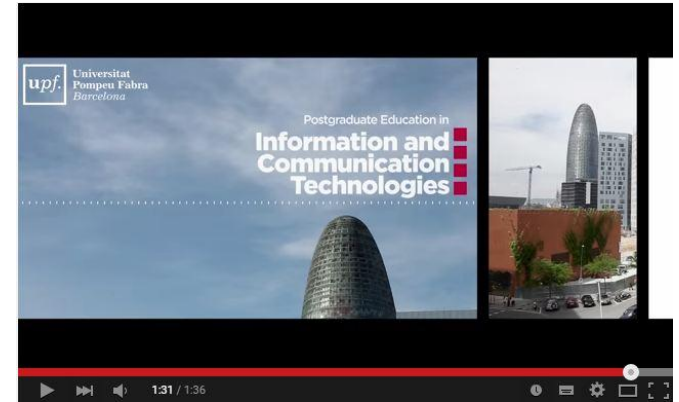 upf.
Universitat
Pompeu Fabra
Barcelona
Postgraduate Education in
Information and
Communication
Technologies
1:31 / 1:36